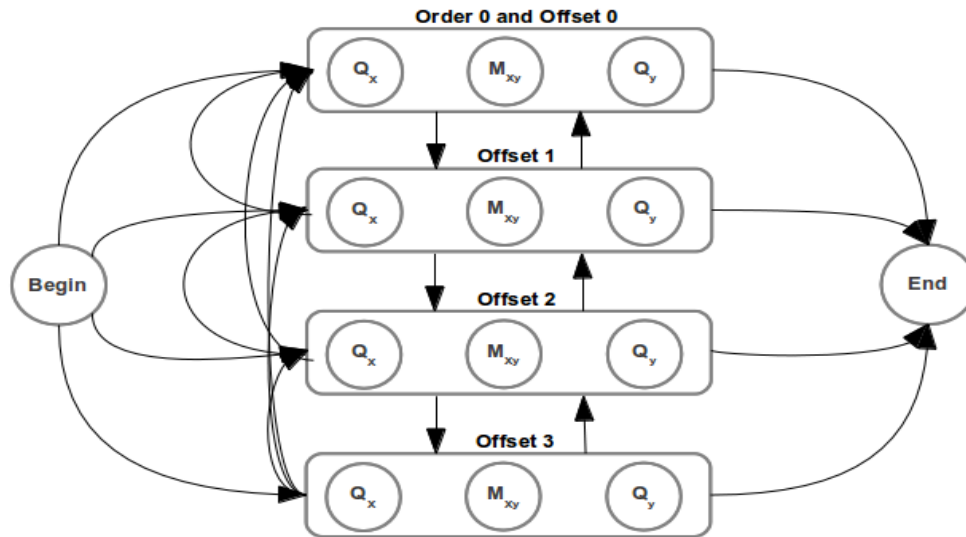 Order 0 and Offset 0
Qx Mxy Qy
Offset 1
Qx Mxy Qy
Begin
End
Offset 2
Qx Mxy Qy
Offset 3
Qx Mxy Qy